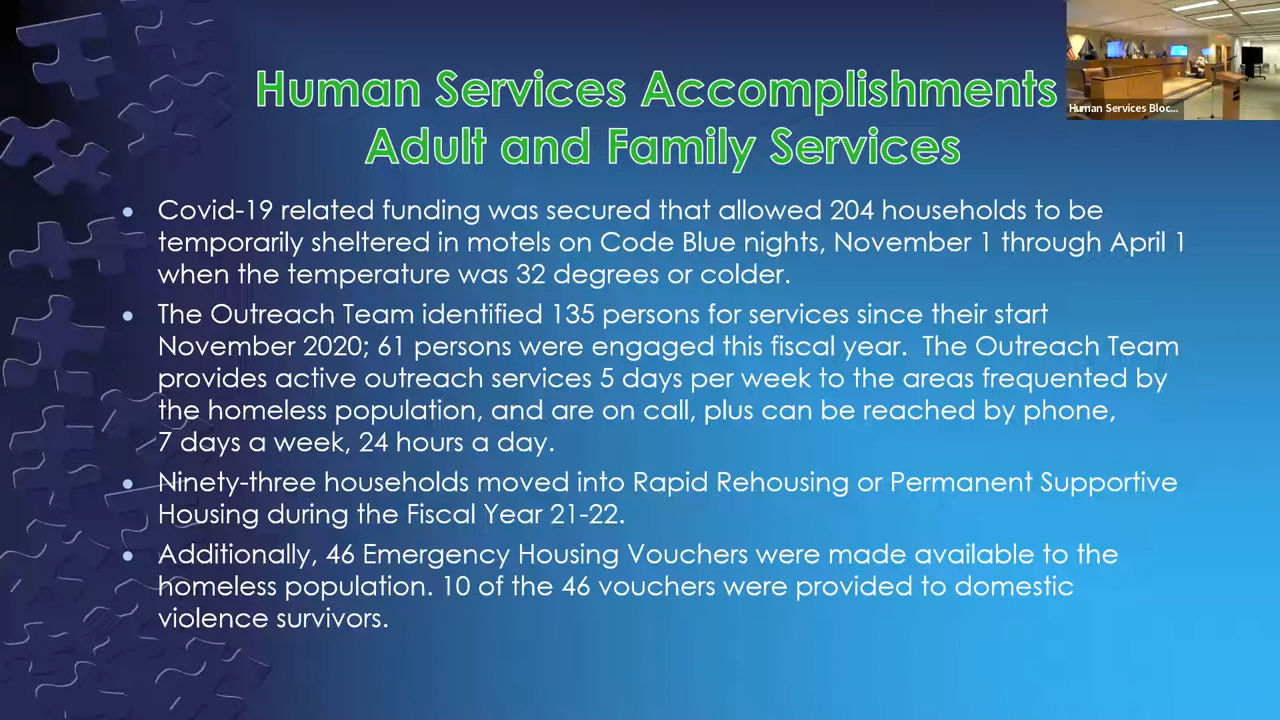 Human Services Accomplishments
Adult and Family Services
Human Services Bloc...
• Covid-19 related funding was secured that allowed 204 households to be
temporarily sheltered in motels on Code Blue nights, November 1 through April 1
when the temperature was 32 degrees or colder.
• The Outreach Team identified 135 persons for services since their start
November 2020; 61 persons were engaged this fiscal year.  The Outreach Team
provides active outreach services 5 days per week to the areas frequented by
the homeless population, and are on call, plus can be reached by phone,
7 days a week, 24 hours a day.
• Ninety-three households moved into Rapid Rehousing or Permanent Supportive
Housing during the Fiscal Year 21-22.
• Additionally, 46 Emergency Housing Vouchers were made available to the
homeless population. 10 of the 46 vouchers were provided to domestic
violence survivors.